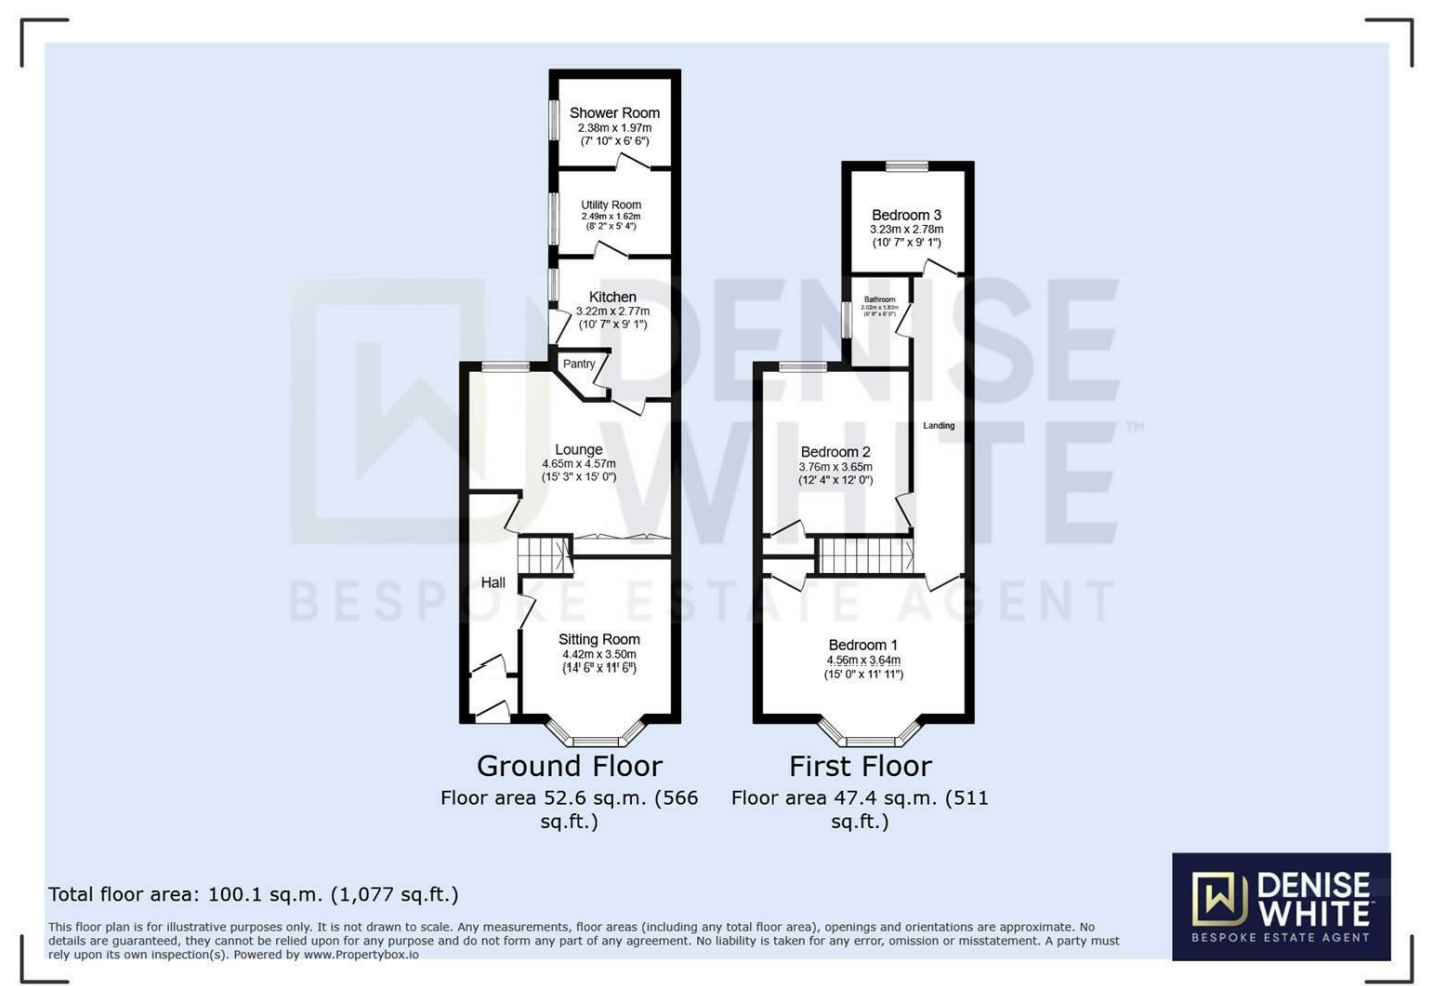 Shower Room
2.38m x 1.97m
(7' 10" x 6' 6")
Utility Room
2.49m x 1.62m
(8' 2" x 5' 4")
Kitchen
3.22m x 2.77m
(10' 7" x 9' 1")
Pantry
Lounge
4.65m x 4.57m
(15' 3" x 15' 0")
Hall
Sitting Room
4.42m x 3.50m
(14' 6" x 11' 6")
Ground Floor
Floor area 52.6 sq.m. (566
sq.ft.)
Bedroom 3
3.23m x 2.78m
(10' 7" x 9' 1")
Bathroom
2.02m x 1.83m
(6' 8" x 6' 0")
Landing
Bedroom 2
3.76m x 3.65m
(12' 4" x 12' 0")
Bedroom 1
4.56m x 3.64m
(15' 0" x 11' 11")
First Floor
Floor area 47.4 sq.m. (511
sq.ft.)
DENISE
WHITE™
BESPOKE ESTATE AGENT
Total floor area: 100.1 sq.m. (1,077 sq.ft.)
This floor plan is for illustrative purposes only. It is not drawn to scale. Any measurements, floor areas (including any total floor area), openings and orientations are approximate. No
details are guaranteed, they cannot be relied upon for any purpose and do not form any part of any agreement. No liability is taken for any error, omission or misstatement. A party must
rely upon its own inspection(s). Powered by www.Propertybox.io
DENISE
WHITE
BESPOKE ESTATE AGENT